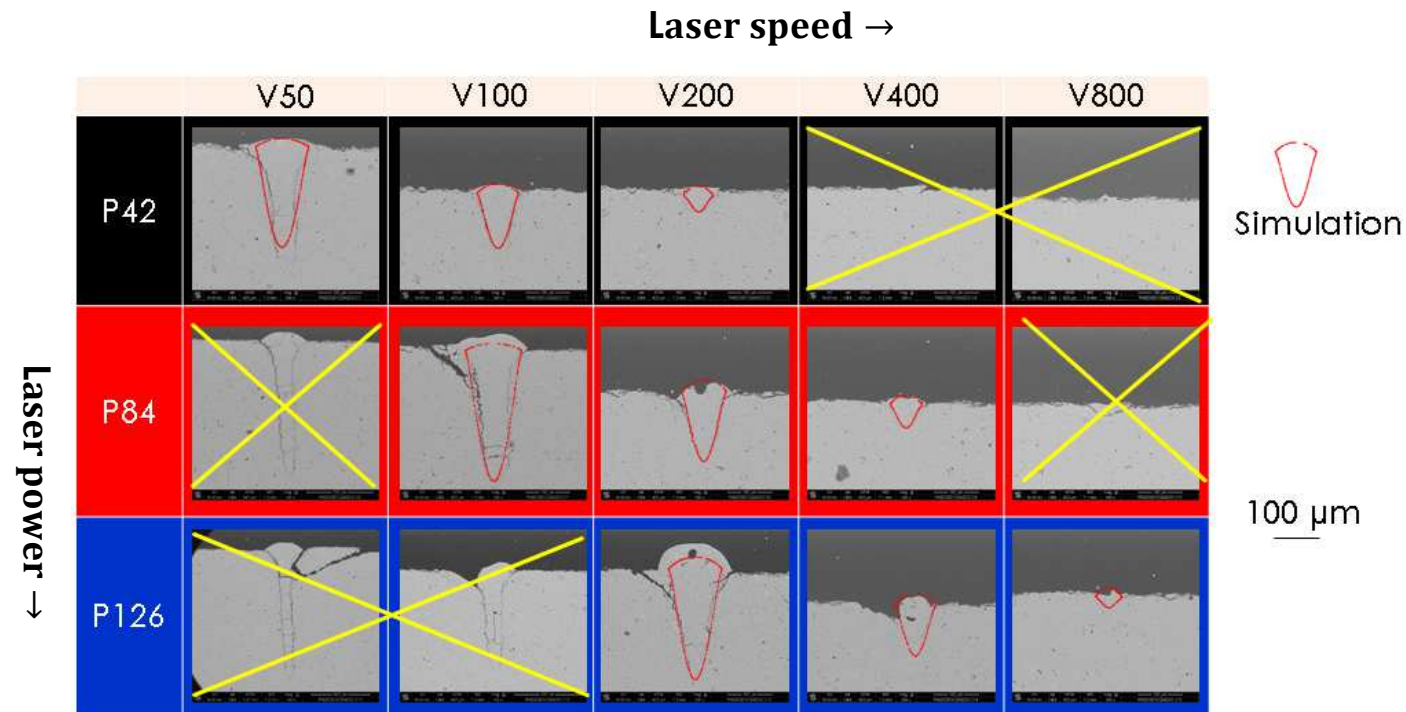 Laser speed →
V50 V100 V200 V400 V800
P42
Simulation
P84
Laser power →
100 µm
P126